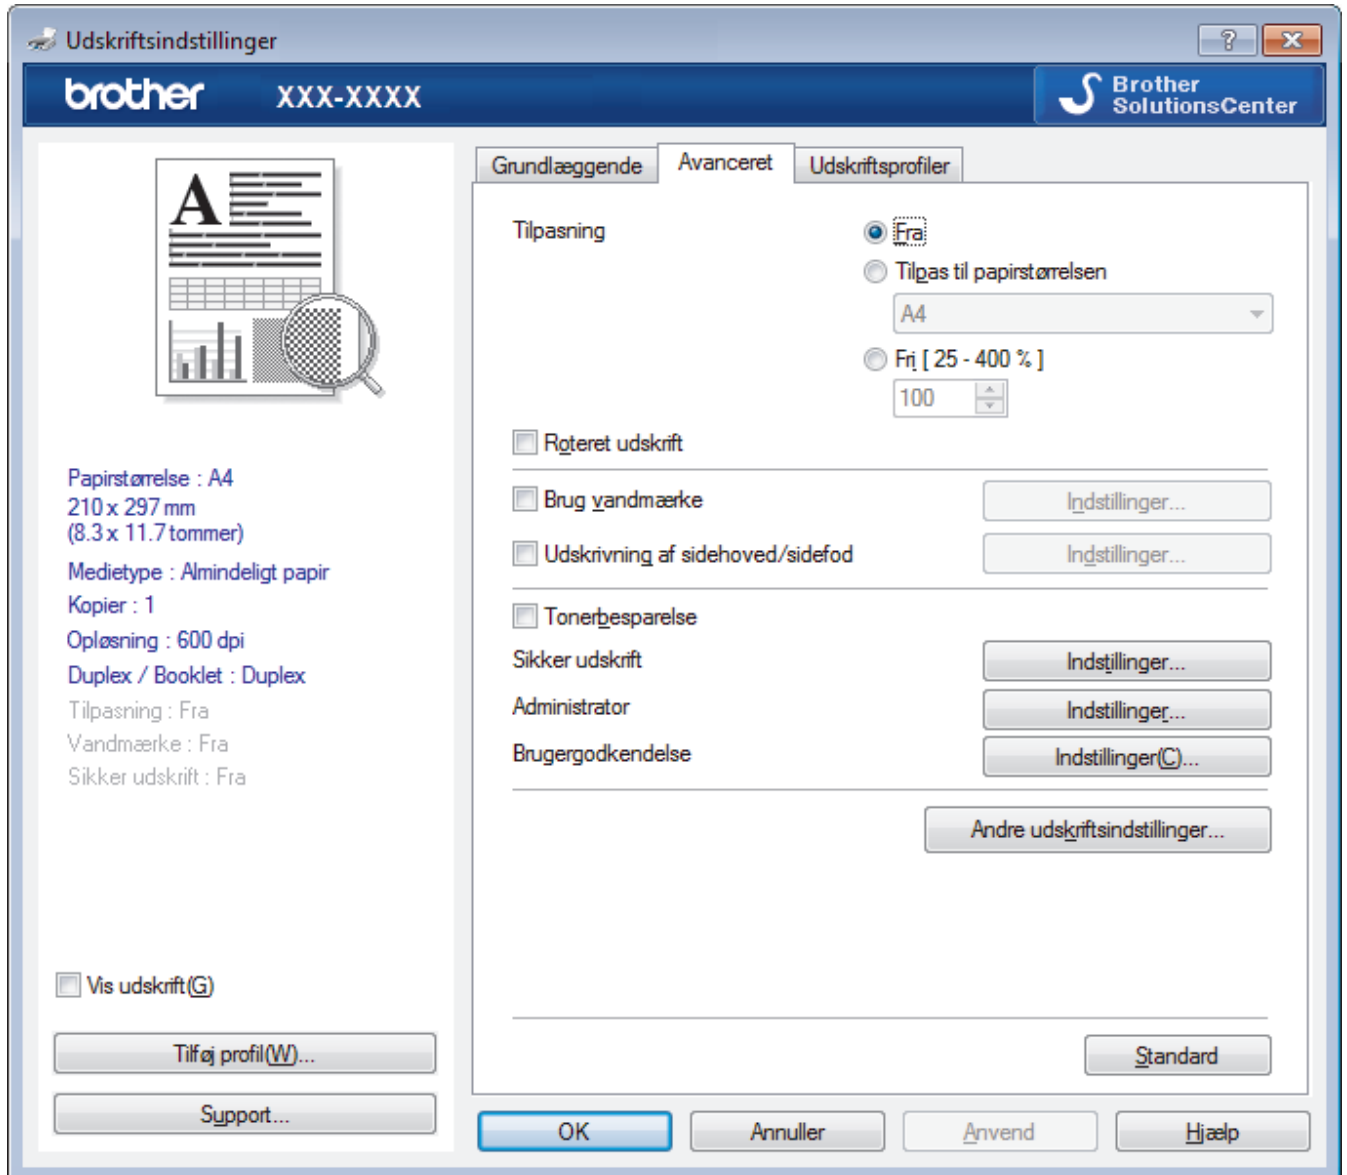 Udskriftsindstillinger
?
brother XXX-XXXX
Brother
SolutionsCenter
A
Papirstørrelse : A4
210 x 297 mm
(8.3 x 11.7 tommer)
Medietype : Almindeligt papir
Kopier : 1
Opløsning : 600 dpi
Duplex / Booklet : Duplex
Tilpasning : Fra
Vandmærke : Fra
Sikker udskrift : Fra
Vis udskrift(G)
Tilføj profil(W)...
Support...
Grundlæggende
Avanceret
Udskriftsprofiler
Tilpasning
Fra
Tilpas til papirstørrelsen
A4
Fri [ 25 - 400 % ]
100
Roteret udskrift
Brug vandmærke
Indstillinger...
Udskrivning af sidehoved/sidefod
Indstillinger...
Tonerbesparelse
Sikker udskrift
Indstillinger...
Administrator
Indstillinger...
Brugergodkendelse
Indstillinger(C)...
Andre udskriftsindstillinger...
Standard
OK
Annuller
Anvend
Hjælp